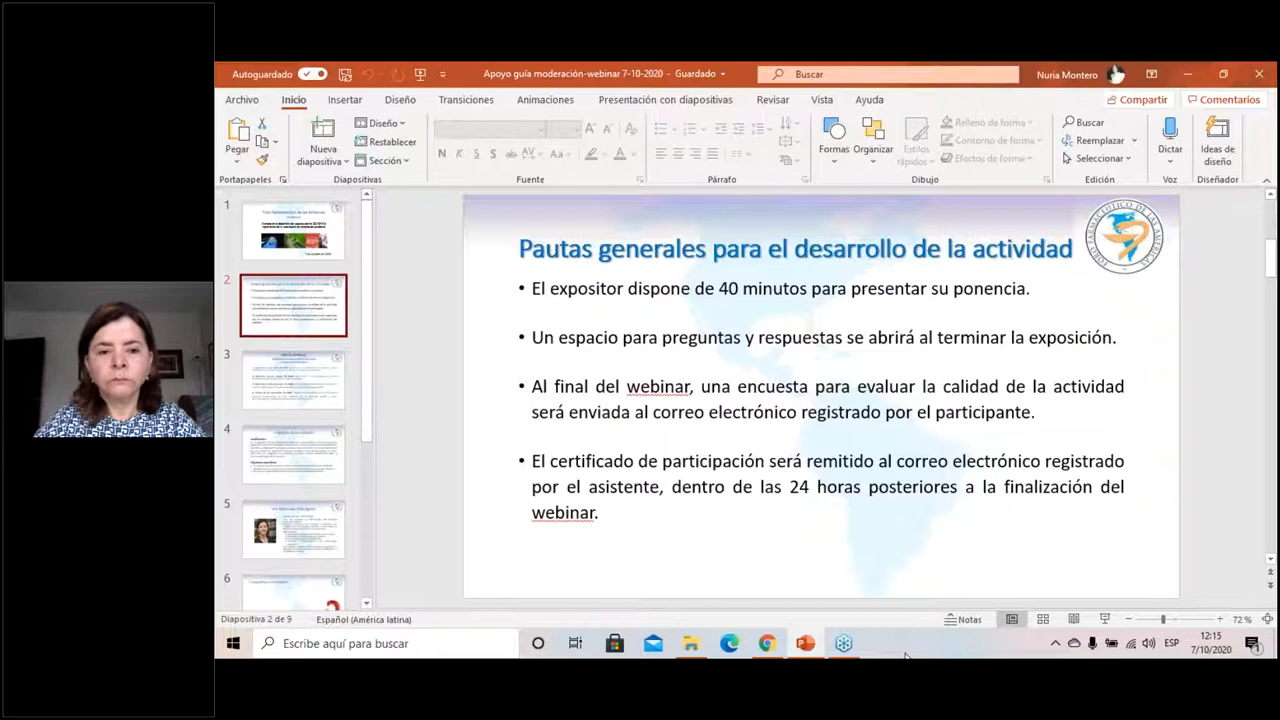 Autoguardado
Apoyo guía moderación-webinar 7-10-2020 - Guardado
Buscar
Nuria Montero
Archivo Inicio Insertar Diseño Transiciones Animaciones Presentación con diapositivas Revisar Vista Ayuda
Compartir Comentarios
Pegar
Nueva diapositiva
Diseño
Restablecer
Sección
Formas Organizar Estilos rápidos
Relleno de forma
Contorno de forma
Efectos de forma
Buscar
Reemplazar
Seleccionar
Dictar
Ideas de diseño
Portapapeles Diapositivas Fuente Párrafo Dibujo Edición Voz Diseñador
1
2
3
4
5
6
Pautas generales para el desarrollo de la actividad
• El expositor dispone de 40 minutos para presentar su ponencia.
• Un espacio para preguntas y respuestas se abrirá al terminar la exposición.
• Al final del webinar, una encuesta para evaluar la calidad de la actividad
será enviada al correo electrónico registrado por el participante.
• El certificado de participación será remitido al correo electrónico registrado
por el asistente, dentro de las 24 horas posteriores a la finalización del
webinar.
Diapositiva 2 de 9 Español (América latina) Notas 72 %
Escribe aquí para buscar
ESP
12:15
7/10/2020